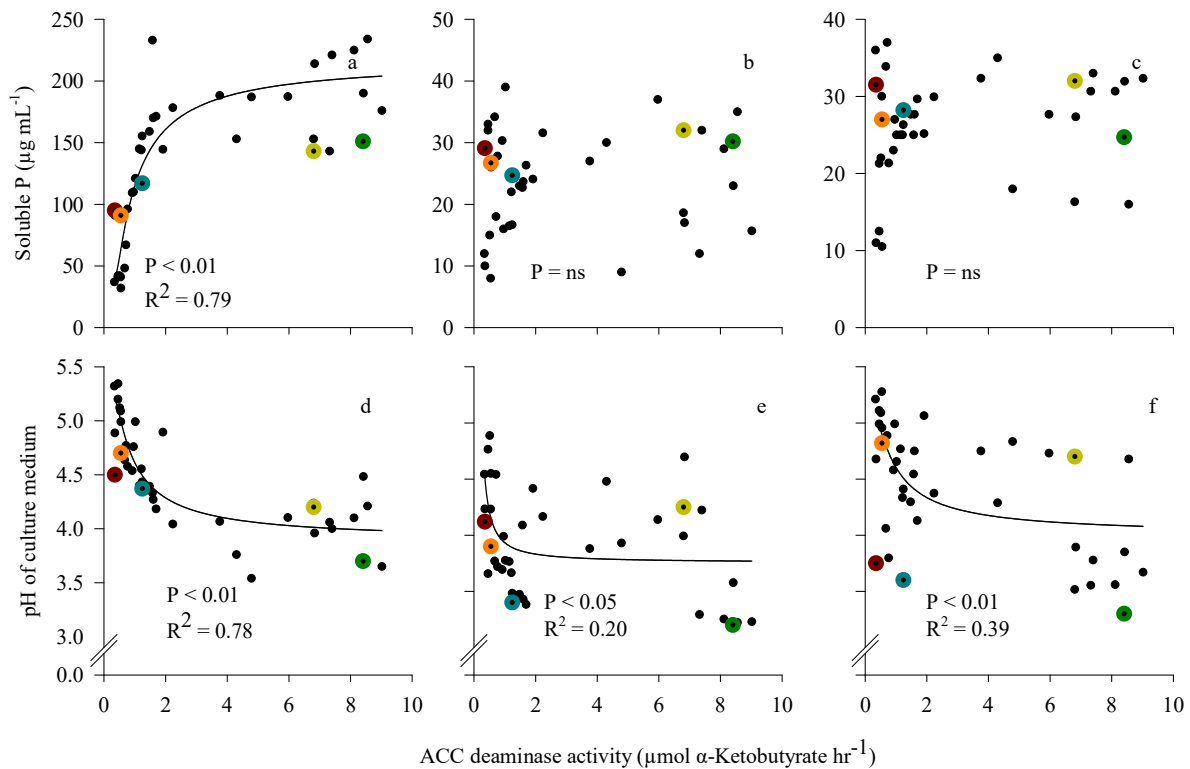 250
200
150
100
50
0
Soluble P (µg mL⁻¹)
a
P < 0.01
R² = 0.79
50
40
30
20
10
0
b
P = ns
40
30
20
10
0
c
P = ns
5.5
5.0
4.5
4.0
3.5
3.0
0.0
pH of culture medium
d
P < 0.01
R² = 0.78
0 2 4 6 8 10
e
P < 0.05
R² = 0.20
0 2 4 6 8 10
f
P < 0.01
R² = 0.39
0 2 4 6 8 10
ACC deaminase activity (µmol α-Ketobutyrate hr⁻¹)